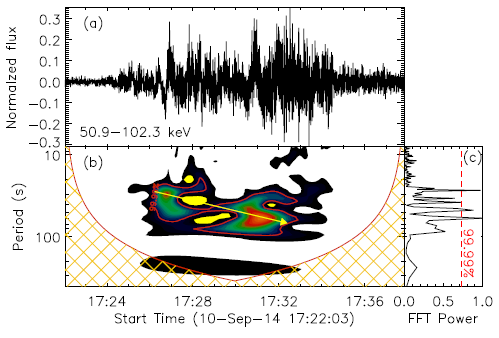 (a)
Normalized flux
0.3
0.2
0.1
0.0
-0.1
-0.2
-0.3
50.9-102.3 keV
(b)
(c)
Period (s)
10
100
99.99%
17:24
17:28
17:32
17:36
0.0
0.5
1.0
Start Time (10-Sep-14 17:22:03)
FFT Power